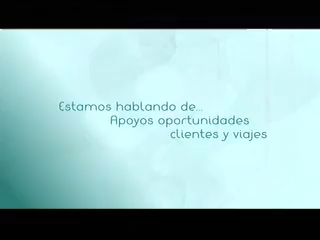 Estamos hablando de...
Apoyos oportunidades
clientes y viajes